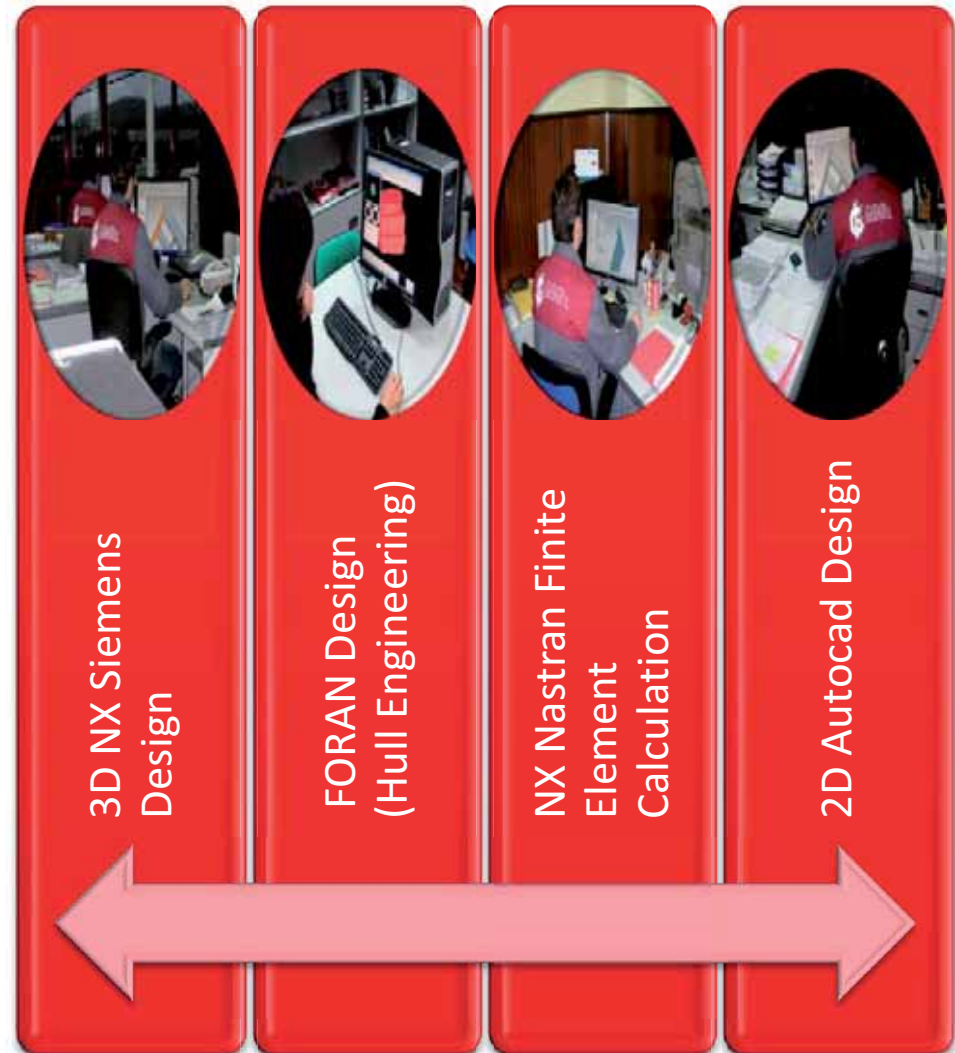 3D NX Siemens
Design
FORAN Design
(Hull Engineering)
NX Nastran Finite
Element
Calculation
2D Autocad Design